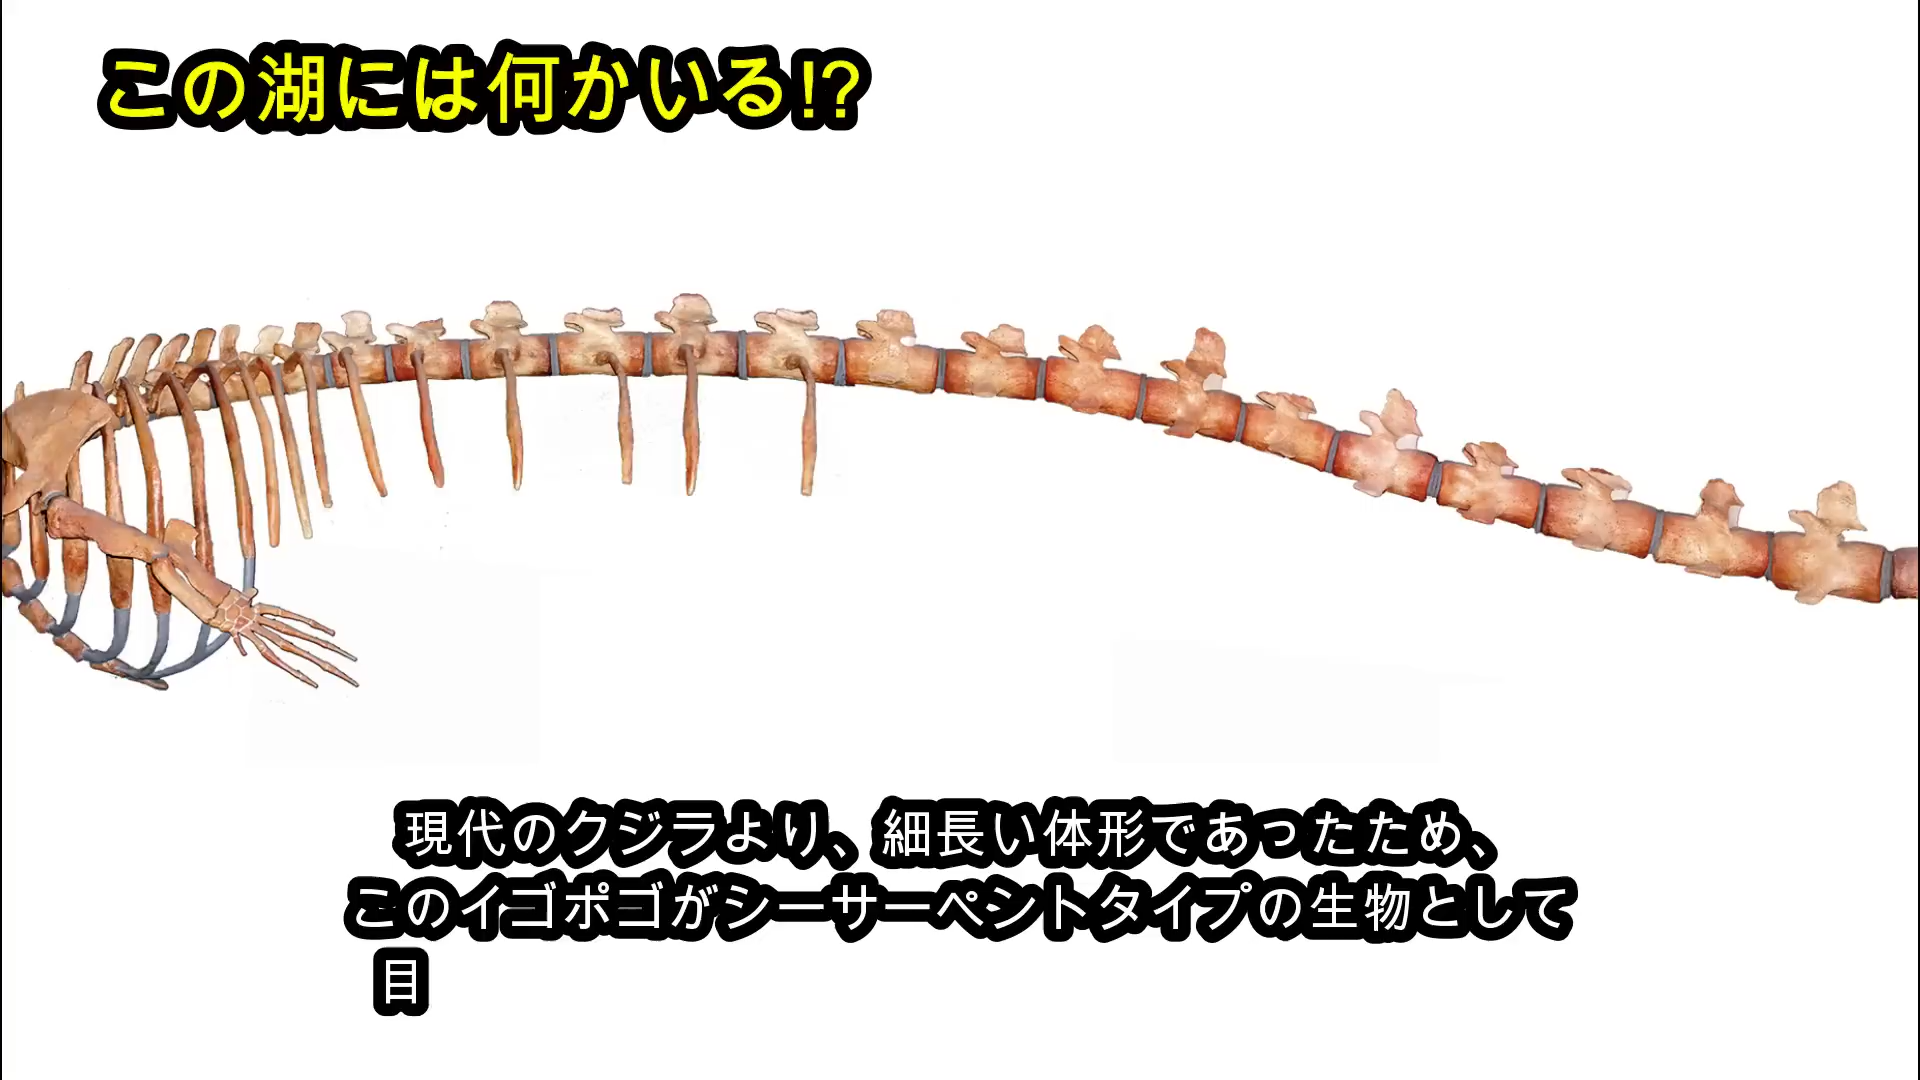 この湖には何かいる!?
現代のクジラより、細長い体形であったため、
このイゴポゴがシーサーペントタイプの生物として
目